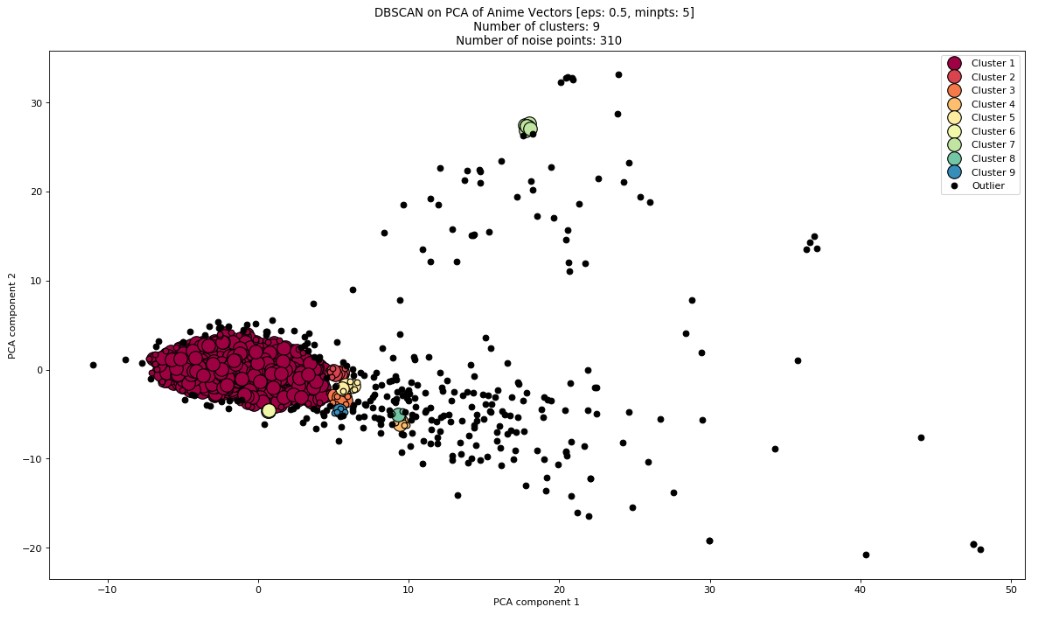 DBSCAN on PCA of Anime Vectors [eps: 0.5, minpts: 5]
Number of clusters: 9
Number of noise points: 310
Cluster 1
Cluster 2
Cluster 3
Cluster 4
Cluster 5
Cluster 6
Cluster 7
Cluster 8
Cluster 9
Outlier
PCA component 2
30
20
10
0
−10
−20
−10
0
10
20
30
40
50
PCA component 1